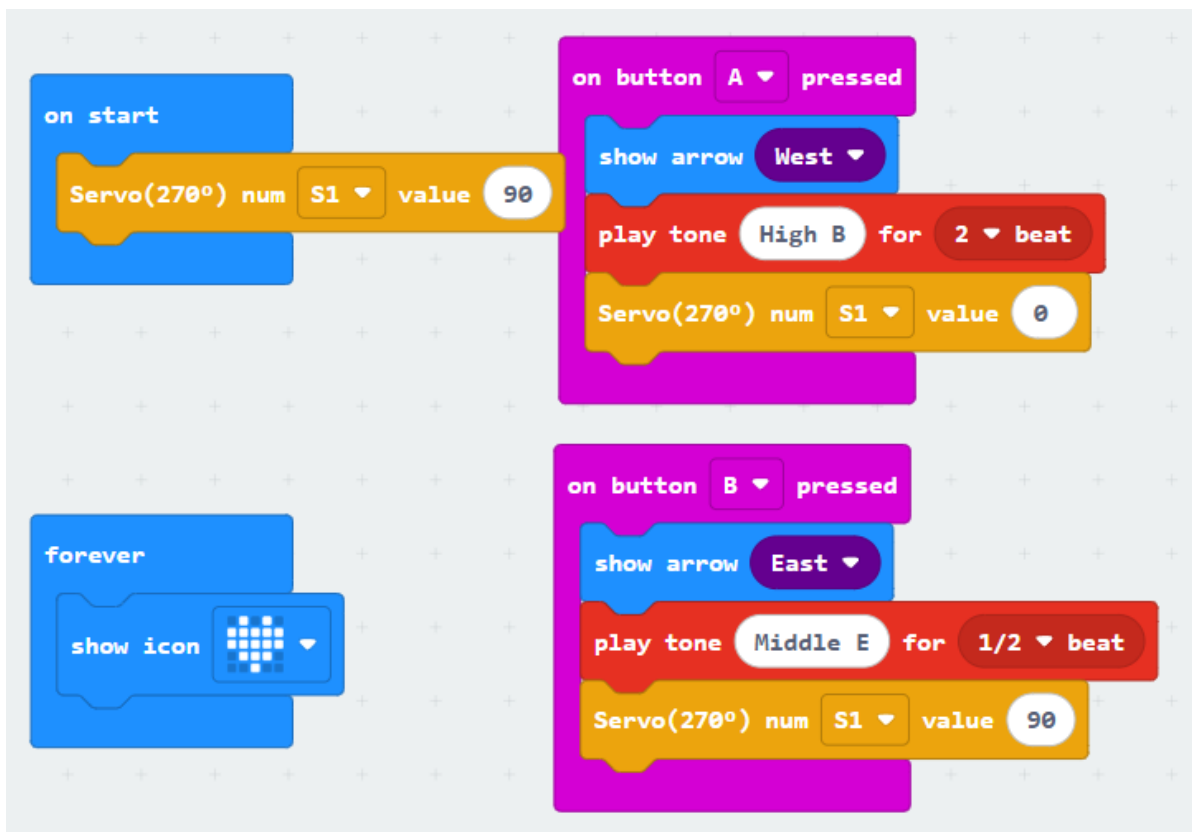 on start
Servo(270º) num S1 value 90
on button A pressed
show arrow West
play tone High B for 2 beat
Servo(270º) num S1 value 0
forever
show icon
on button B pressed
show arrow East
play tone Middle E for 1/2 beat
Servo(270º) num S1 value 90